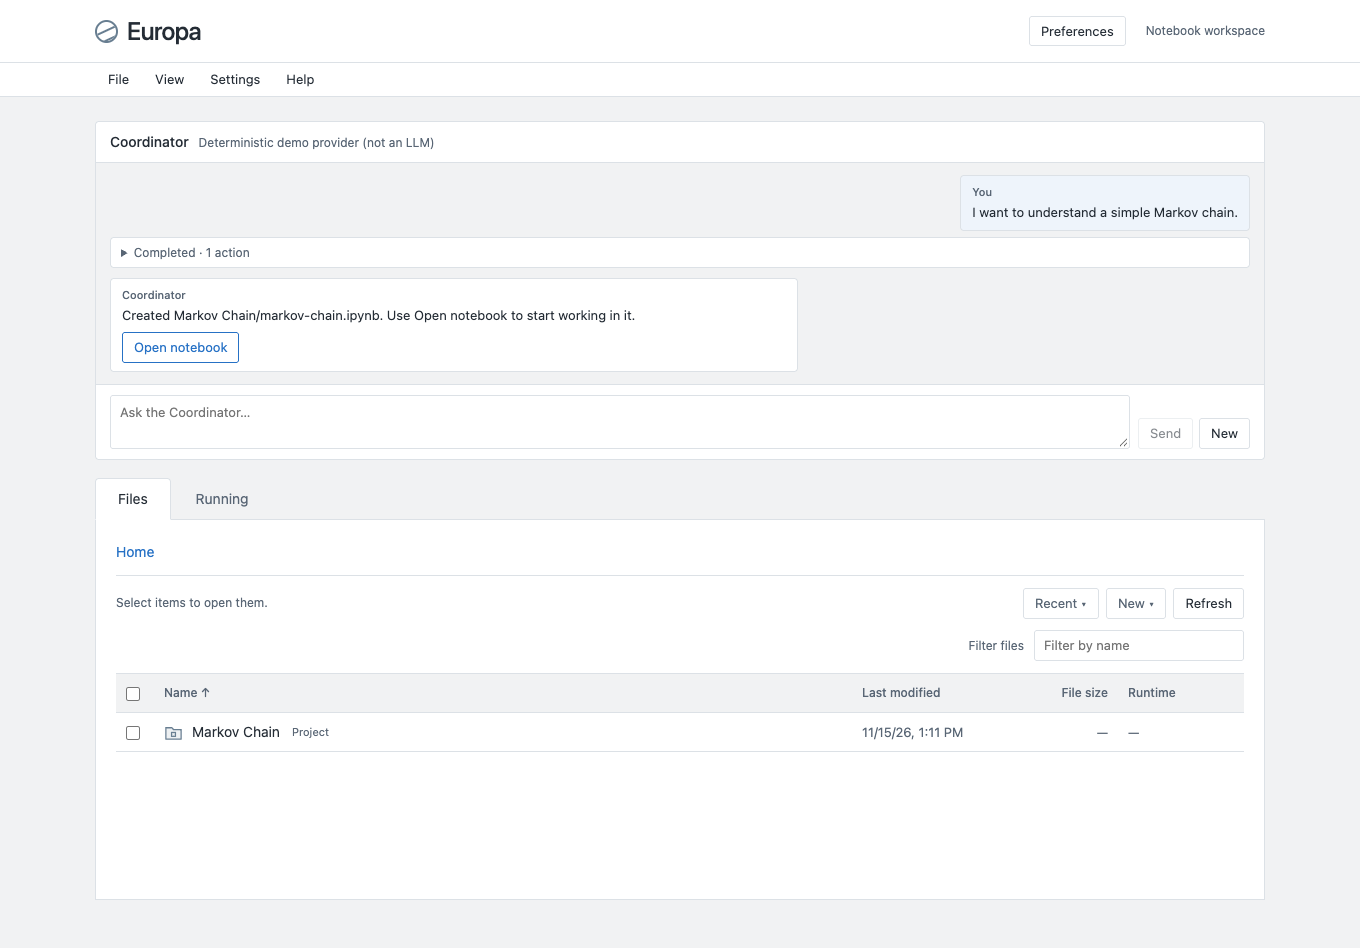 Europa
Preferences
Notebook workspace
File
View
Settings
Help
Coordinator
Deterministic demo provider (not an LLM)
You
I want to understand a simple Markov chain.
Completed · 1 action
Coordinator
Created Markov Chain/markov-chain.ipynb. Use Open notebook to start working in it.
Open notebook
Ask the Coordinator...
Send
New
Files
Running
Home
Select items to open them.
Recent
New
Refresh
Filter files
Filter by name
Name ↑
Last modified
File size
Runtime
Markov Chain
Project
11/15/26, 1:11 PM
—
—